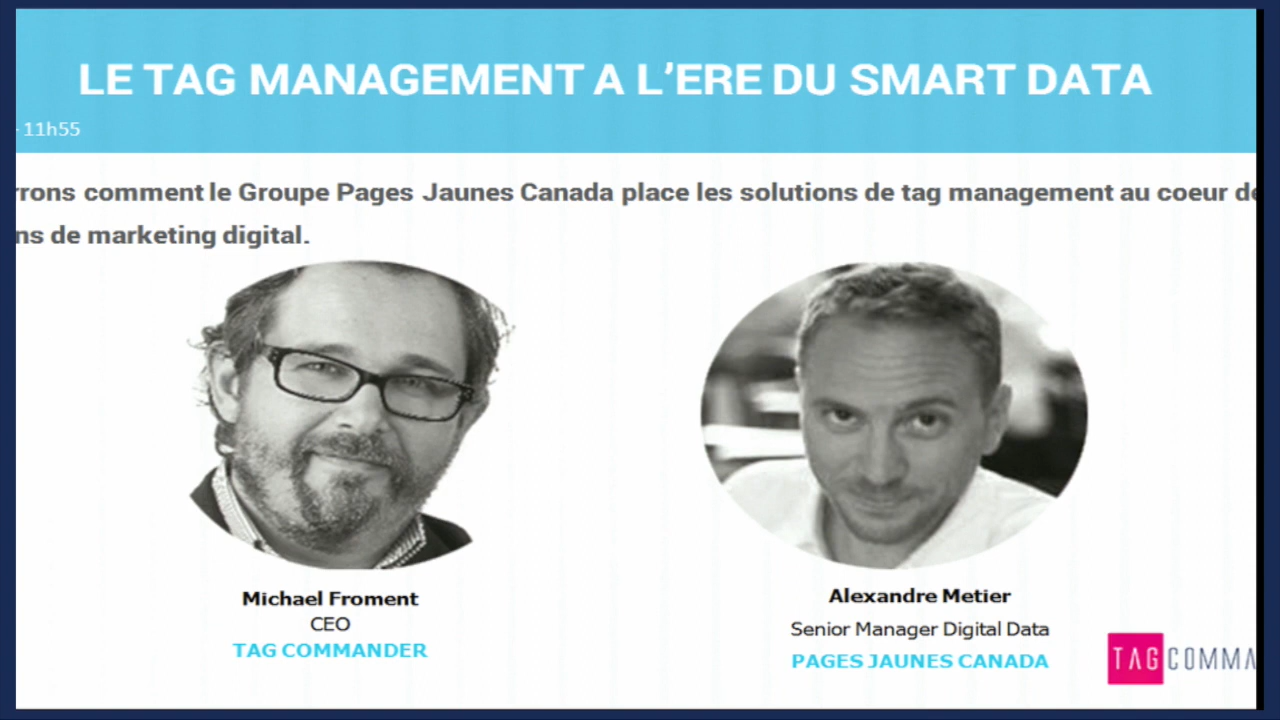 LE TAG MANAGEMENT A L’ERE DU SMART DATA
- 11h55
rrons comment le Groupe Pages Jaunes Canada place les solutions de tag management au coeur de
ns de marketing digital.
Michael Froment
CEO
TAG COMMANDER
Alexandre Metier
Senior Manager Digital Data
PAGES JAUNES CANADA
TAG COMMA